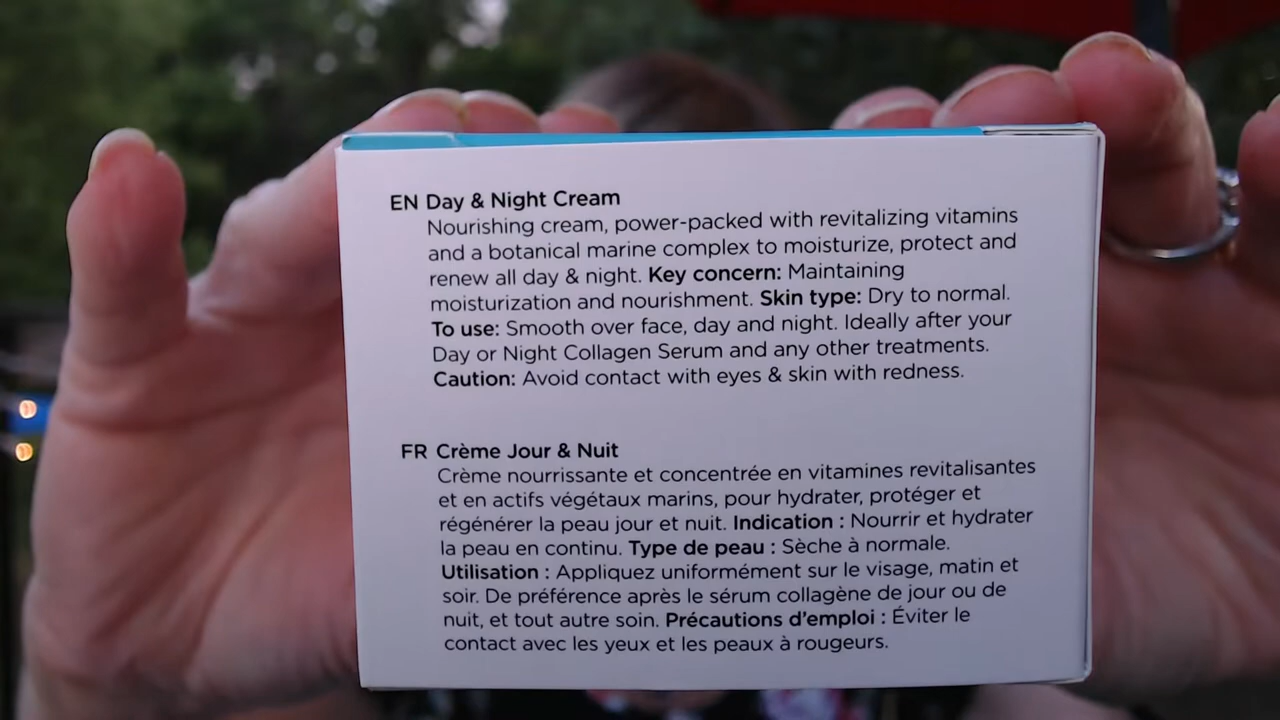 EN Day & Night Cream
Nourishing cream, power-packed with revitalizing vitamins
and a botanical marine complex to moisturize, protect and
renew all day & night. Key concern: Maintaining
moisturization and nourishment. Skin type: Dry to normal.
To use: Smooth over face, day and night. Ideally after your
Day or Night Collagen Serum and any other treatments.
Caution: Avoid contact with eyes & skin with redness.
FR Crème Jour & Nuit
Crème nourrissante et concentrée en vitamines revitalisantes
et en actifs végétaux marins, pour hydrater, protéger et
régénérer la peau jour et nuit. Indication : Nourrir et hydrater
la peau en continu. Type de peau : Sèche à normale.
Utilisation : Appliquez uniformément sur le visage, matin et
soir. De préférence après le sérum collagène de jour ou de
nuit, et tout autre soin. Précautions d'emploi : Éviter le
contact avec les yeux et les peaux à rougeurs.